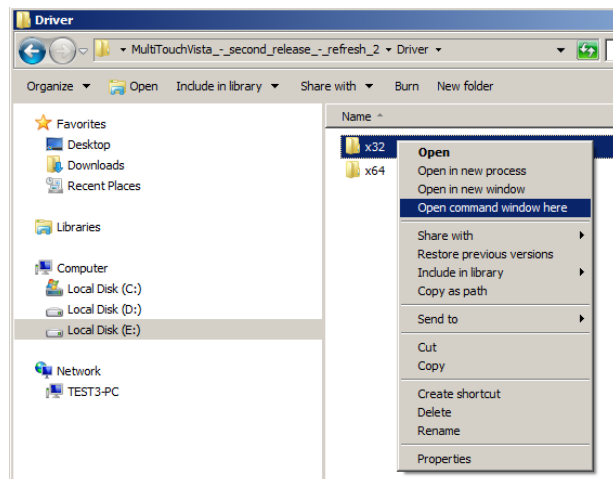 Driver
MultiTouchVista_-_second_release_-_refresh_2 Driver
Organize Open Include in library Share with Burn New folder
Name
Favorites
Desktop
Downloads
Recent Places
Libraries
Computer
Local Disk (C:)
Local Disk (D:)
Local Disk (E:)
Network
TEST3-PC
x32
x64
Open
Open in new process
Open in new window
Open command window here
Share with
Restore previous versions
Include in library
Copy as path
Send to
Cut
Copy
Create shortcut
Delete
Rename
Properties